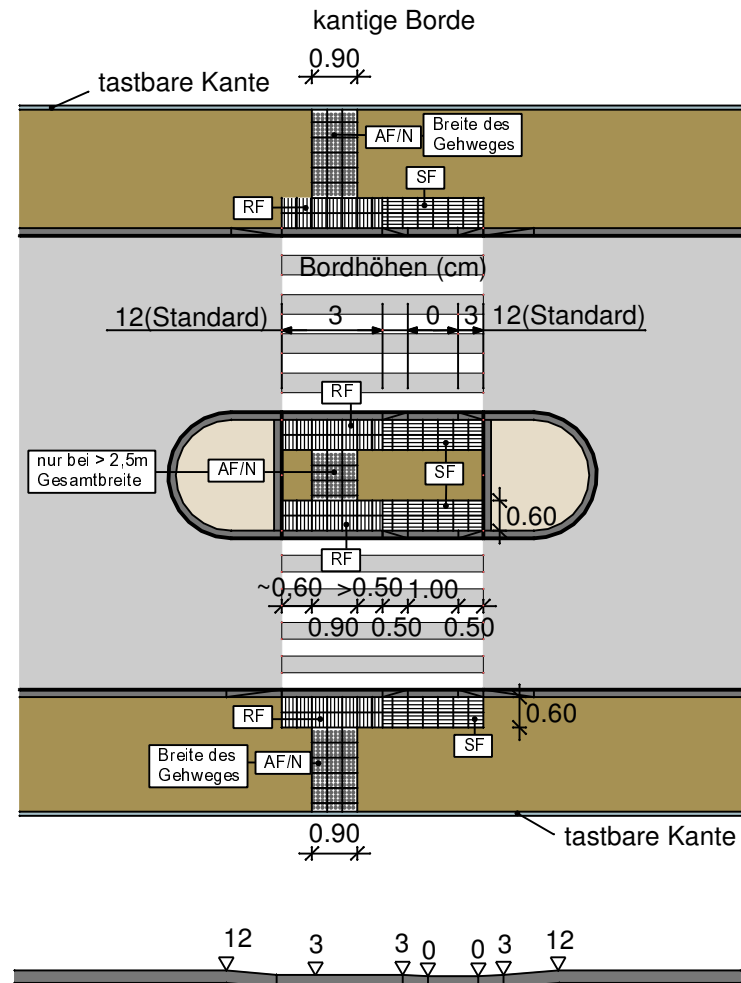 kantige Borde
0.90
tastbare Kante
AF/N
Breite des
Gehweges
SF
RF
Bordhöhen (cm)
12(Standard) 3 0 3 12(Standard)
RF
nur bei > 2,5m
Gesamtbreite
AF/N
SF
0.60
RF
~0,60 >0.50 1.00
0.90 0.50 0.50
RF
0.60
SF
Breite des
Gehweges
AF/N
0.90
tastbare Kante
12 3 3 0 0 3 12